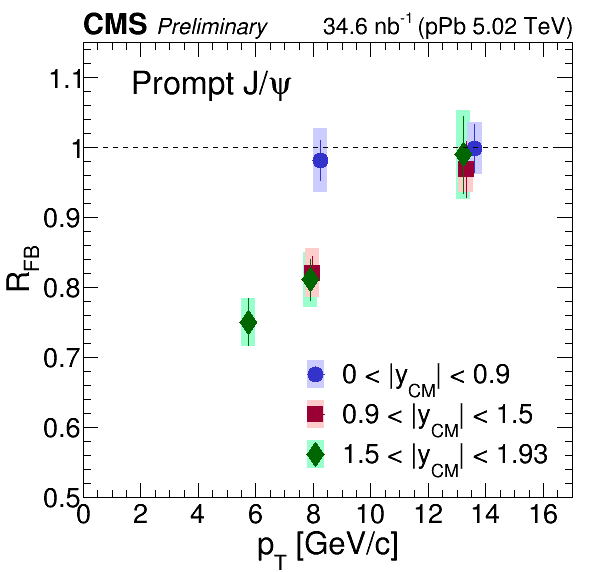 CMS Preliminary 34.6 nb⁻¹ (pPb 5.02 TeV)
Prompt J/ψ
1.1
1
0.9
0.8
0.7
0.6
0.5
R_FB
0 < |y_CM| < 0.9
0.9 < |y_CM| < 1.5
1.5 < |y_CM| < 1.93
0 2 4 6 8 10 12 14 16
p_T [GeV/c]